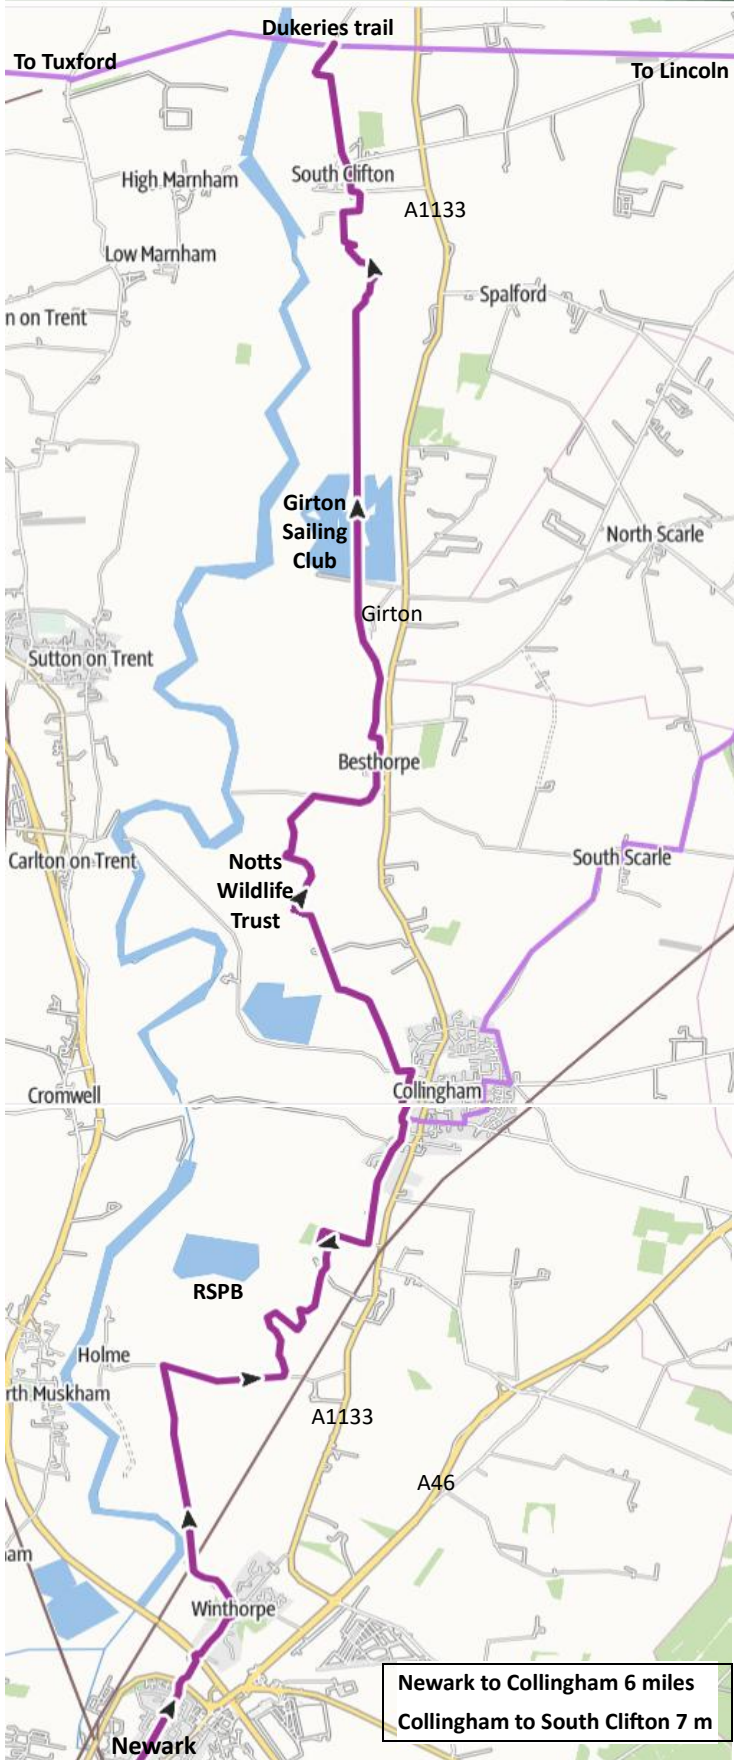 Dukeries trail
To Tuxford
To Lincoln
South Clifton
High Marnham
A1133
Low Marnham
Spalford
n on Trent
Girton
Sailing
Club
North Scarle
Girton
Sutton on Trent
Besthorpe
South Scarle
Carlton on Trent
Notts
Wildlife
Trust
Collingham
Cromwell
RSPB
Holme
rth Muskham
A1133
A46
am
Winthorpe
Newark to Collingham 6 miles
Collingham to South Clifton 7 m
Newark